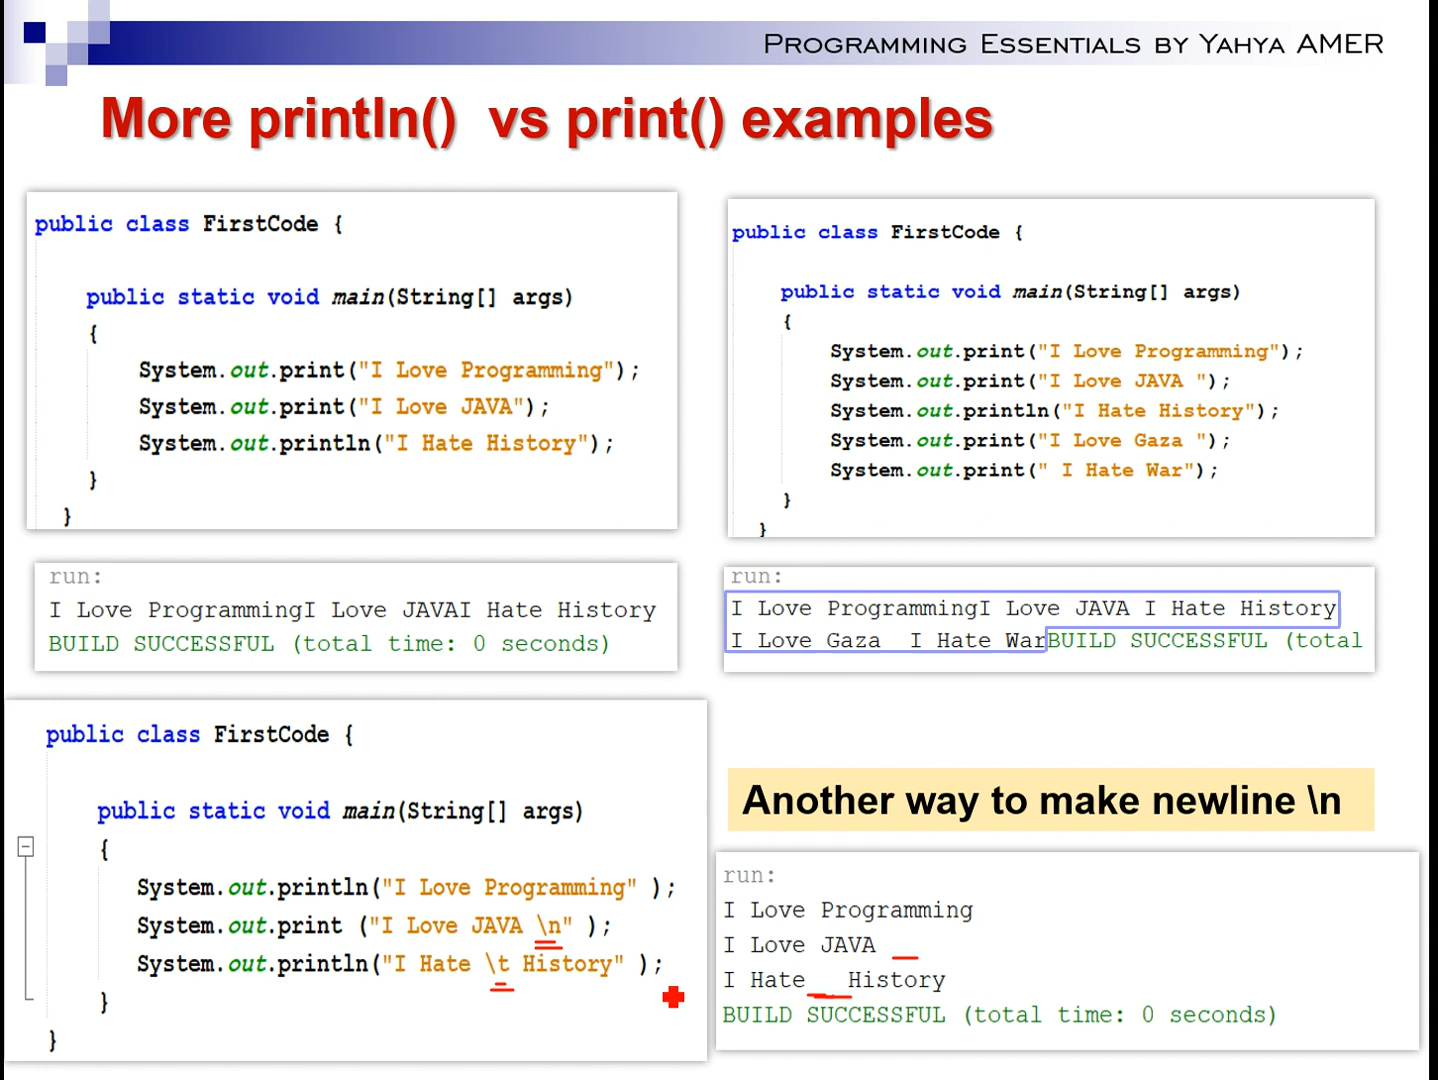 PROGRAMMING ESSENTIALS BY YAHYA AMER
More println()  vs print() examples
public class FirstCode {
public static void main(String[] args)
{
System.out.print("I Love Programming");
System.out.print("I Love JAVA");
System.out.println("I Hate History");
}
}
run:
I Love ProgrammingI Love JAVAI Hate History
BUILD SUCCESSFUL (total time: 0 seconds)
public class FirstCode {
public static void main(String[] args)
{
System.out.print("I Love Programming");
System.out.print("I Love JAVA ");
System.out.println("I Hate History");
System.out.print("I Love Gaza ");
System.out.print(" I Hate War");
}
}
run:
I Love ProgrammingI Love JAVA I Hate History
I Love Gaza  I Hate WarBUILD SUCCESSFUL (total
public class FirstCode {
public static void main(String[] args)
{
System.out.println("I Love Programming" );
System.out.print ("I Love JAVA \n" );
System.out.println("I Hate \t History" );
}
}
Another way to make newline \n
run:
I Love Programming
I Love JAVA
I Hate   History
BUILD SUCCESSFUL (total time: 0 seconds)